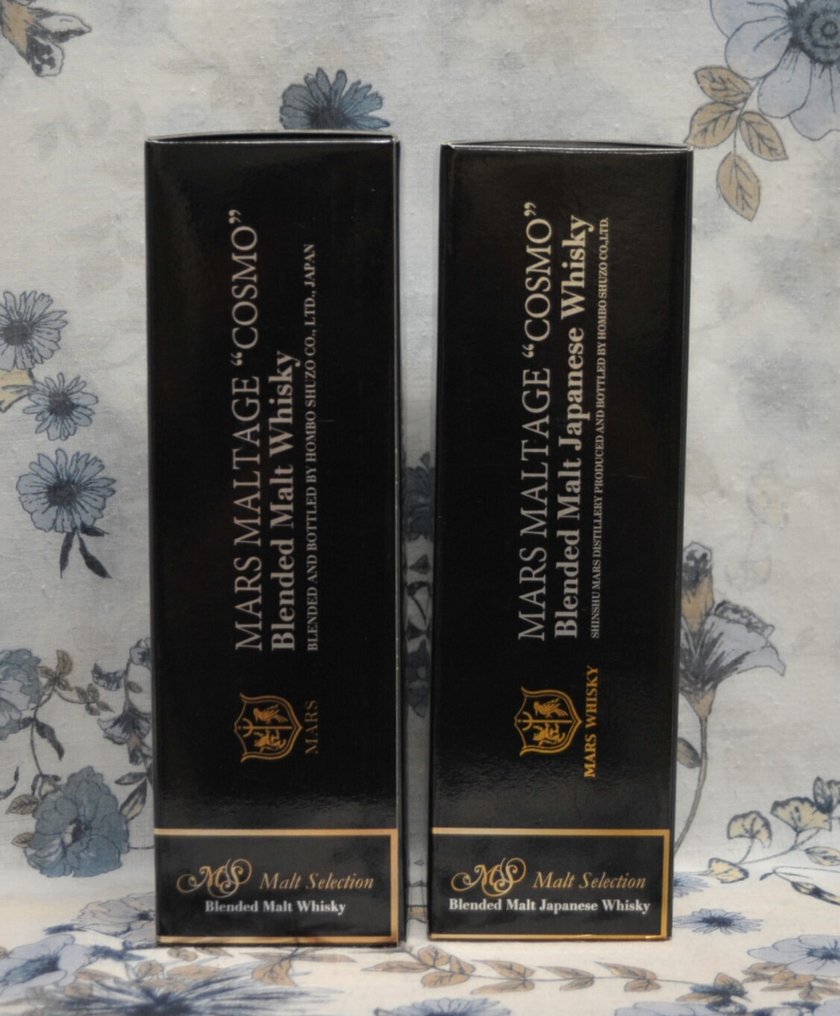 MARS MALTAGE “COSMO”
Blended Malt Whisky
BLENDED AND BOTTLED BY HOMBO SHUZO CO., LTD., JAPAN
MARS
MS Malt Selection
Blended Malt Whisky
MARS MALTAGE “COSMO”
Blended Malt Japanese Whisky
SHINSHU MARS DISTILLERY PRODUCED AND BOTTLED BY HOMBO SHUZO CO.,LTD.
MARS WHISKY
MS Malt Selection
Blended Malt Japanese Whisky